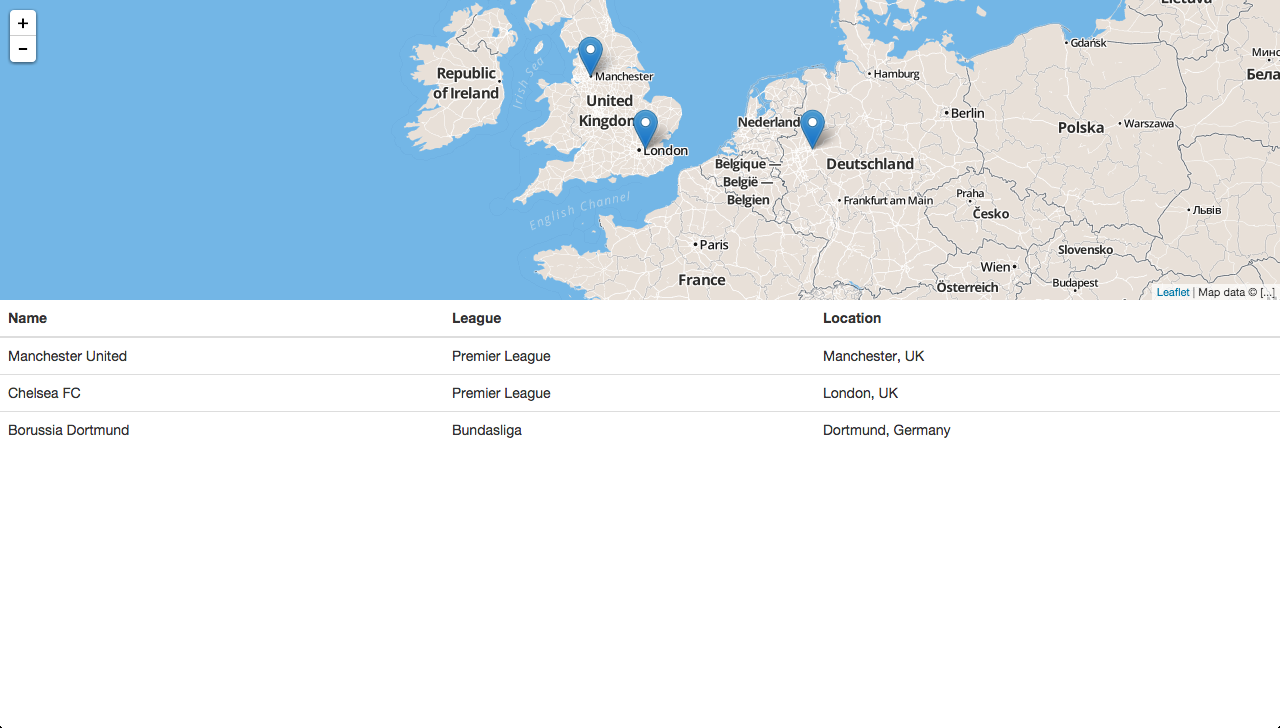 +
−
Lietuva
Gdańsk
Минс
Бела
Republic
of Ireland
Irish Sea
Manchester
Hamburg
United
Kingdom
Berlin
Nederland
Polska
Warszawa
London
Deutschland
Belgique —
België —
Belgien
Praha
Frankfurt am Main
English Channel
Česko
Львів
Paris
Slovensko
Wien
France
Budapest
Österreich
Leaflet | Map data © [...]
Name League Location
Manchester United Premier League Manchester, UK
Chelsea FC Premier League London, UK
Borussia Dortmund Bundasliga Dortmund, Germany